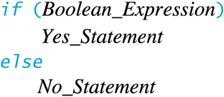 if (Boolean_Expression)
Yes_Statement
else
No_Statement